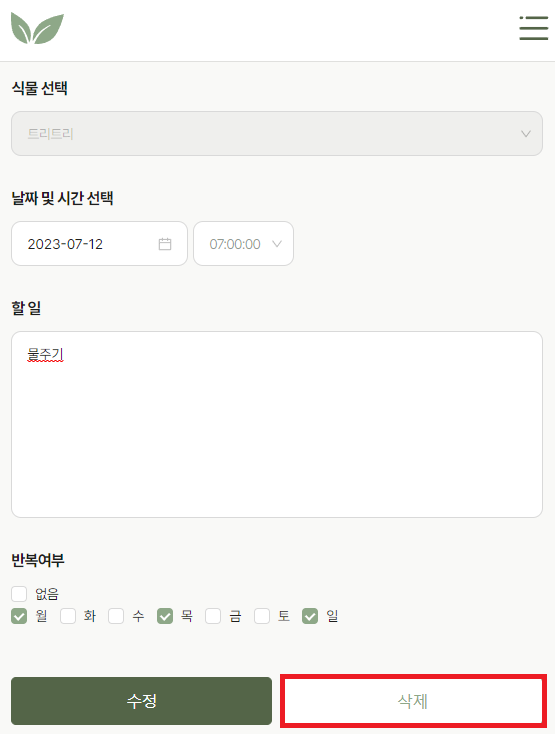 식물 선택
트리트리
날짜 및 시간 선택
2023-07-12 07:00:00
할 일
물주기
반복여부
없음
월 화 수 목 금 토 일
수정 삭제